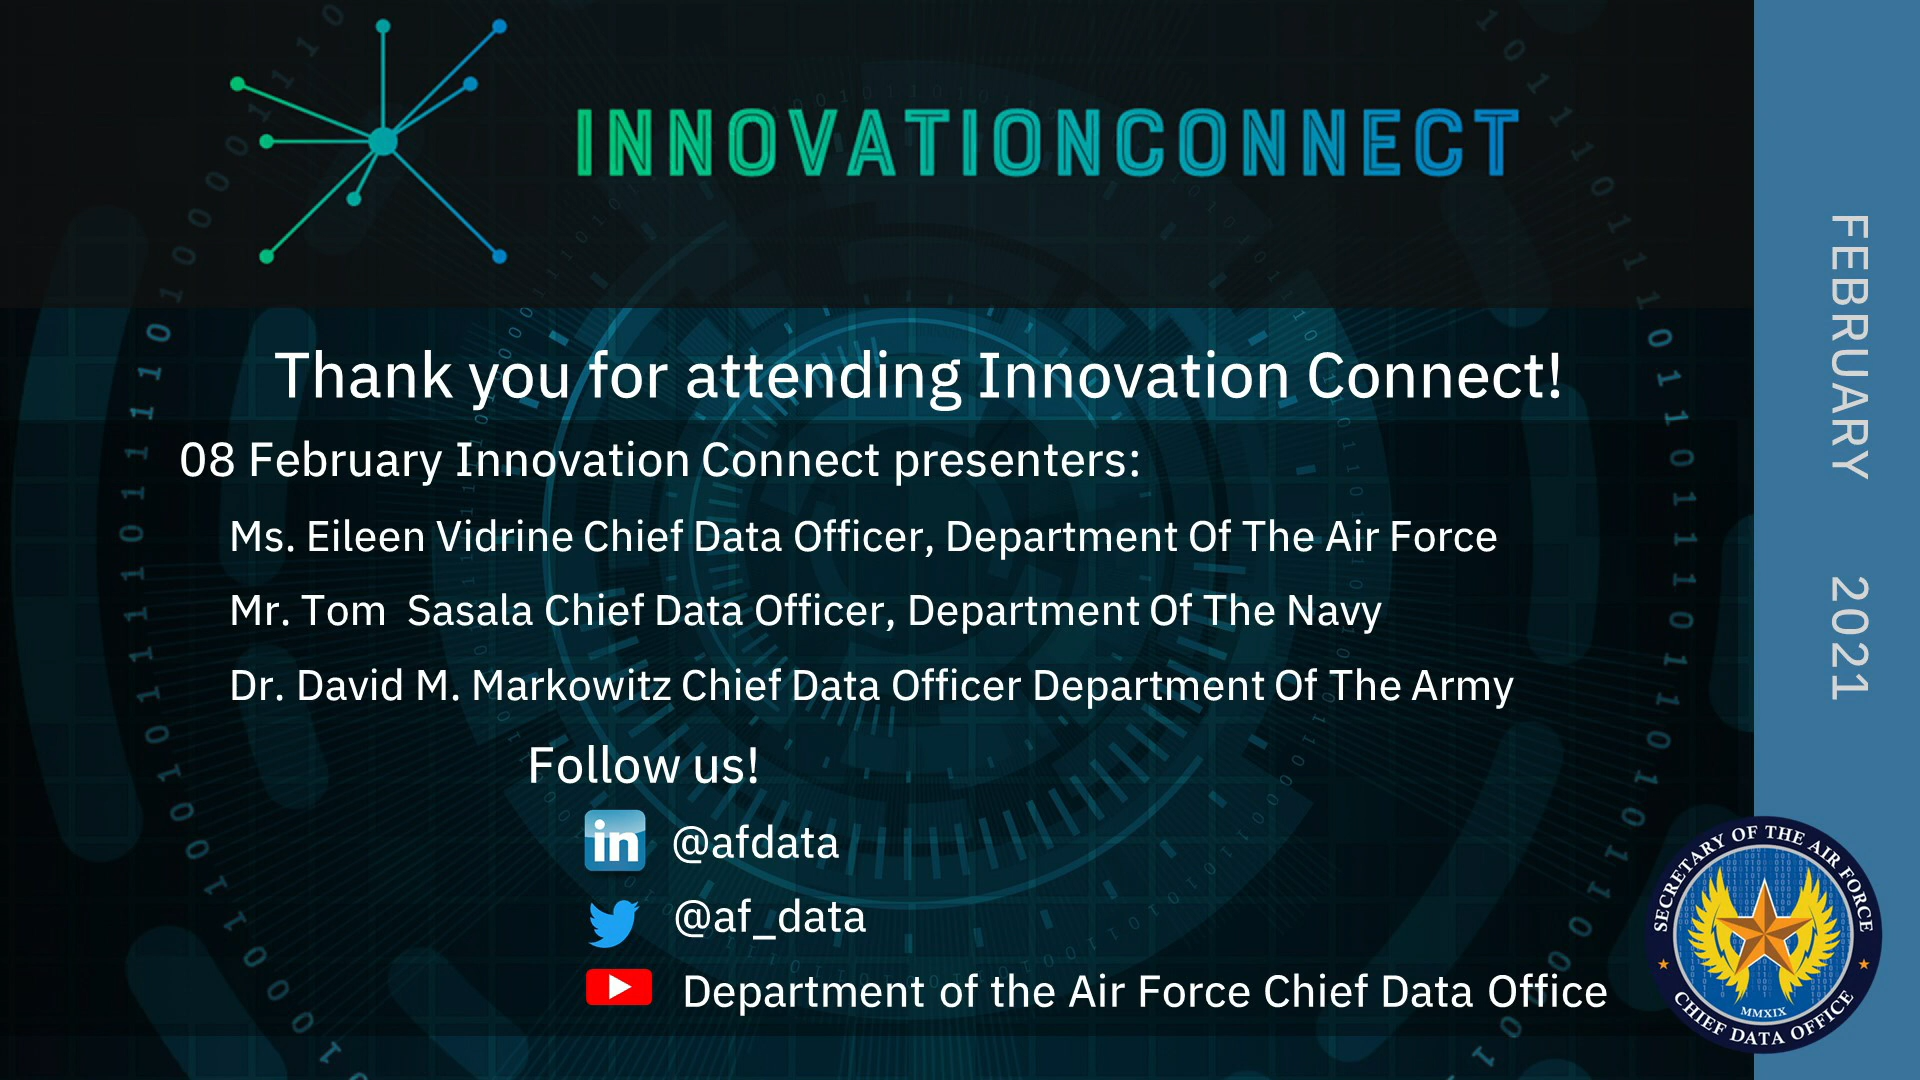 INNOVATIONCONNECT
Thank you for attending Innovation Connect!
08 February Innovation Connect presenters:
Ms. Eileen Vidrine Chief Data Officer, Department Of The Air Force
Mr. Tom  Sasala Chief Data Officer, Department Of The Navy
Dr. David M. Markowitz Chief Data Officer Department Of The Army
Follow us!
in @afdata
@af_data
Department of the Air Force Chief Data Office
FEBRUARY 2021
SECRETARY OF THE AIR FORCE
MMXIX
CHIEF DATA OFFICE